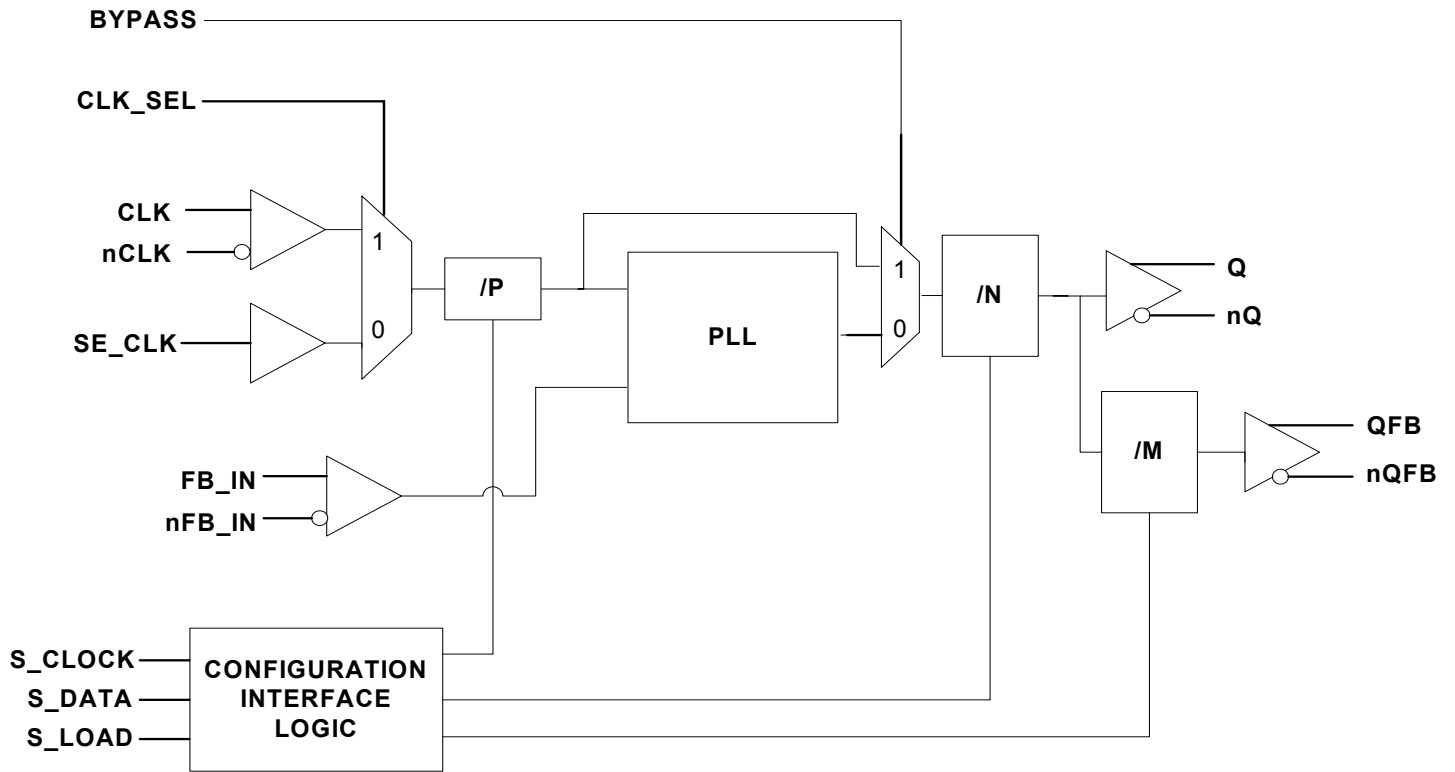 BYPASS
CLK_SEL
CLK
nCLK
SE_CLK
1
0
/P
PLL
1
0
/N
Q
nQ
/M
QFB
nQFB
FB_IN
nFB_IN
S_CLOCK
S_DATA
S_LOAD
CONFIGURATION
INTERFACE
LOGIC